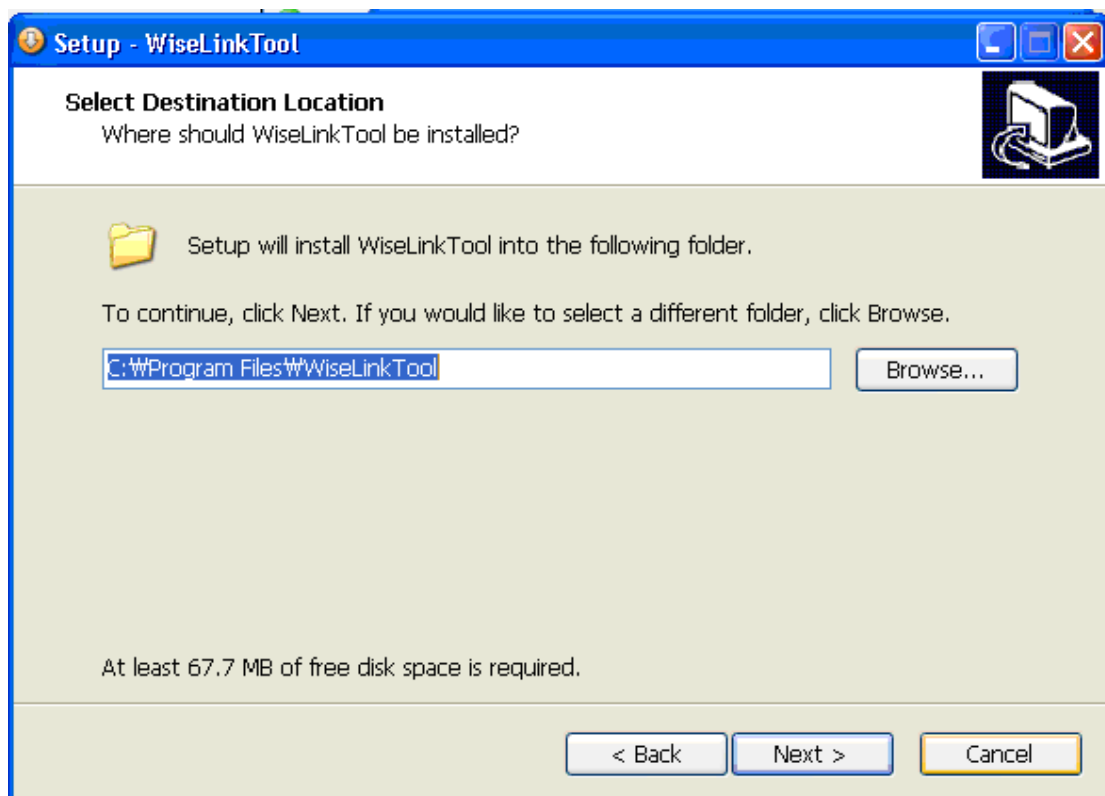 Setup - WiseLinkTool
Select Destination Location
Where should WiseLinkTool be installed?
Setup will install WiseLinkTool into the following folder.
To continue, click Next. If you would like to select a different folder, click Browse.
C:₩Program Files₩WiseLinkTool
Browse...
At least 67.7 MB of free disk space is required.
< Back
Next >
Cancel